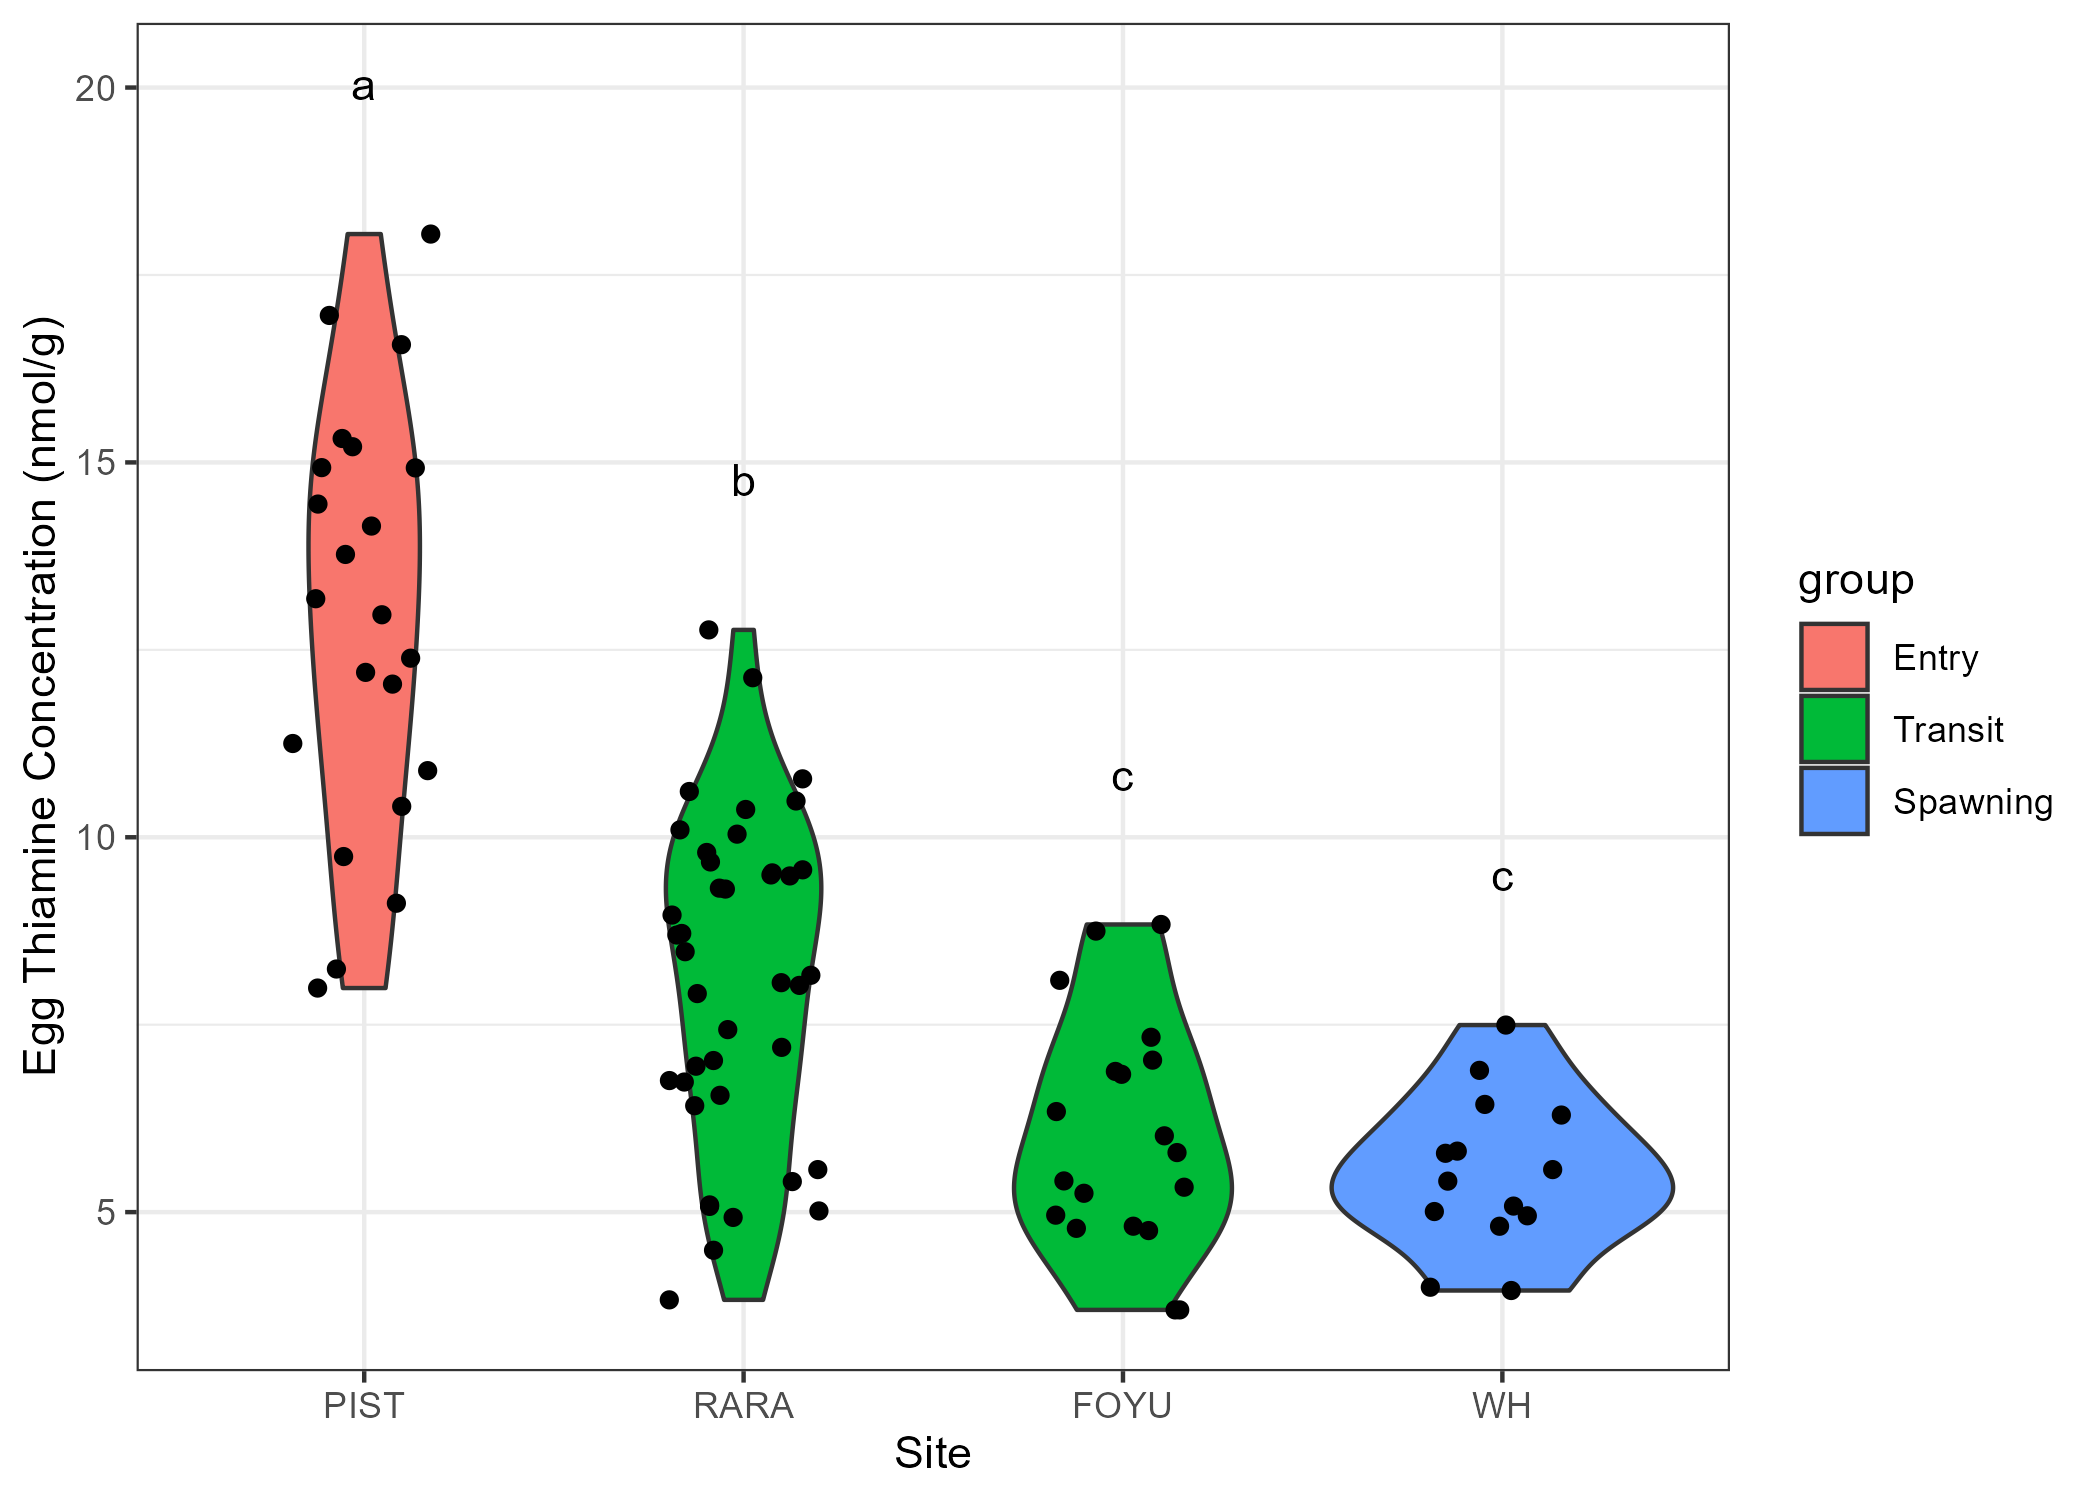 Egg Thiamine Concentration (nmol/g)
20
15
10
5
a
b
c
c
PIST
RARA
FOYU
WH
Site
group
Entry
Transit
Spawning